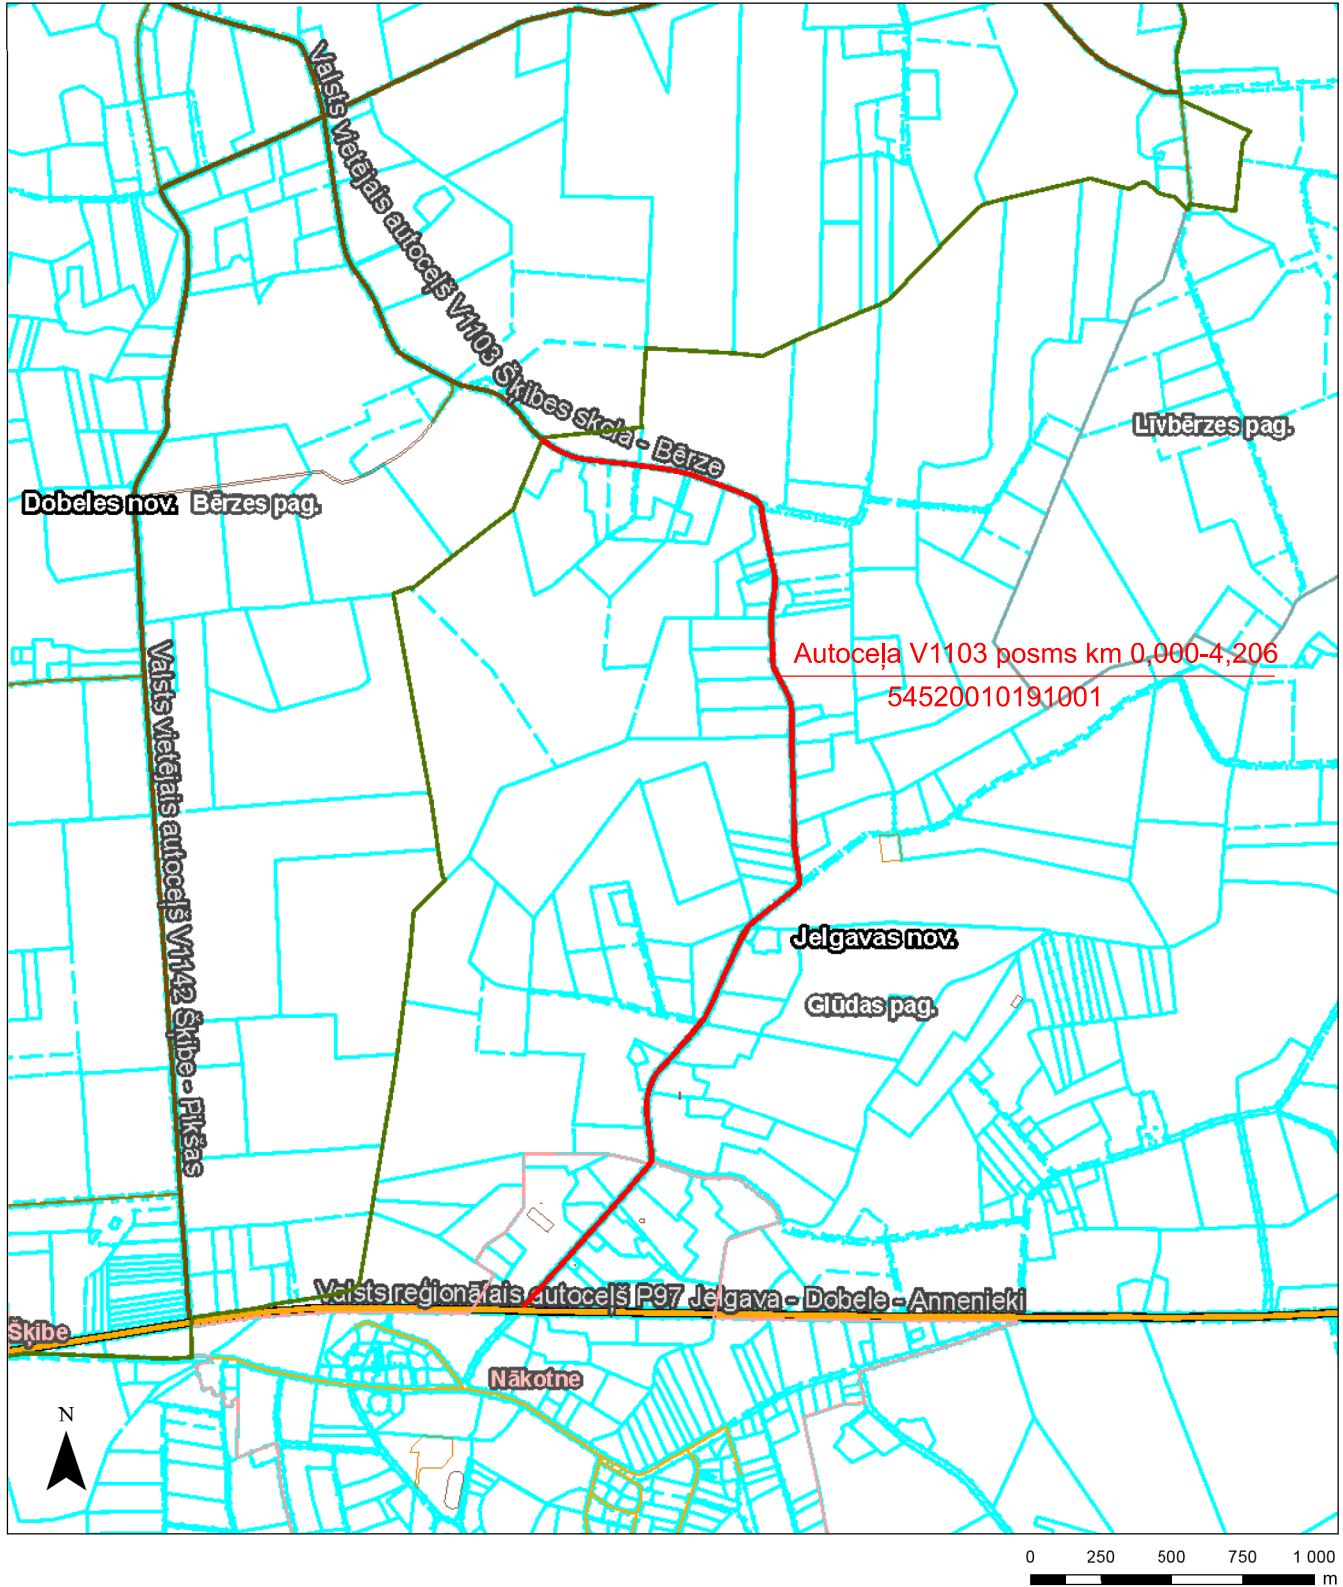 Valsts vietējais autoceļš V1103 Šķibes skola - Bērze
Līvbērzes pag.
Dobeles nov. Bērzes pag.
Autoceļa V1103 posms km 0,000-4,206
54520010191001
Valsts vietējais autoceļš V1142 Šķibe - Pikšas
Jelgavas nov.
Glūdas pag.
Valsts reģionālais autoceļš P97 Jelgava - Dobele - Annenieki
Šķibe
Nākotne
N
0 250 500 750 1 000
m